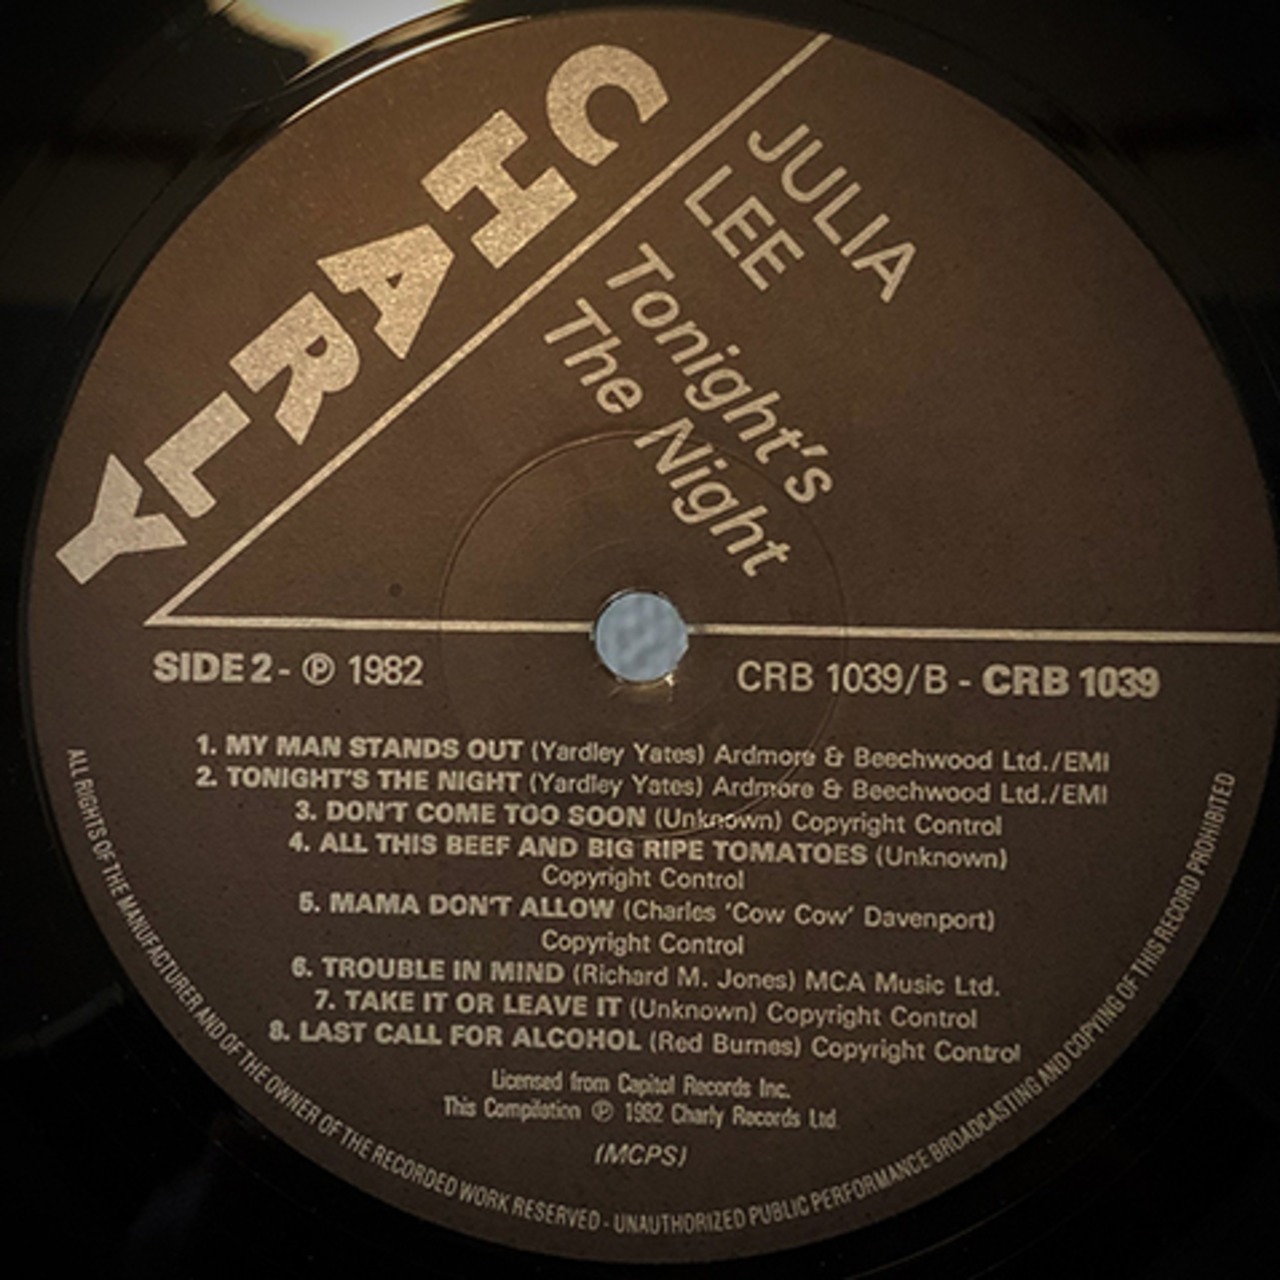 CHARLY
JULIA
LEE
Tonight's
The Night
SIDE 2 - ℗ 1982
CRB 1039/B - CRB 1039
1. MY MAN STANDS OUT (Yardley Yates) Ardmore & Beechwood Ltd./EMI
2. TONIGHT'S THE NIGHT (Yardley Yates) Ardmore & Beechwood Ltd./EMI
3. DON'T COME TOO SOON (Unknown) Copyright Control
4. ALL THIS BEEF AND BIG RIPE TOMATOES (Unknown)
Copyright Control
5. MAMA DON'T ALLOW (Charles 'Cow Cow' Davenport)
Copyright Control
6. TROUBLE IN MIND (Richard M. Jones) MCA Music Ltd.
7. TAKE IT OR LEAVE IT (Unknown) Copyright Control
8. LAST CALL FOR ALCOHOL (Red Burnes) Copyright Control
Licensed from Capitol Records Inc.
This Compilation ℗ 1982 Charly Records Ltd.
(MCPS)
ALL RIGHTS OF THE MANUFACTURER AND OF THE OWNER OF THE RECORDED WORK RESERVED - UNAUTHORIZED PUBLIC PERFORMANCE BROADCASTING AND COPYING OF THIS RECORD PROHIBITED